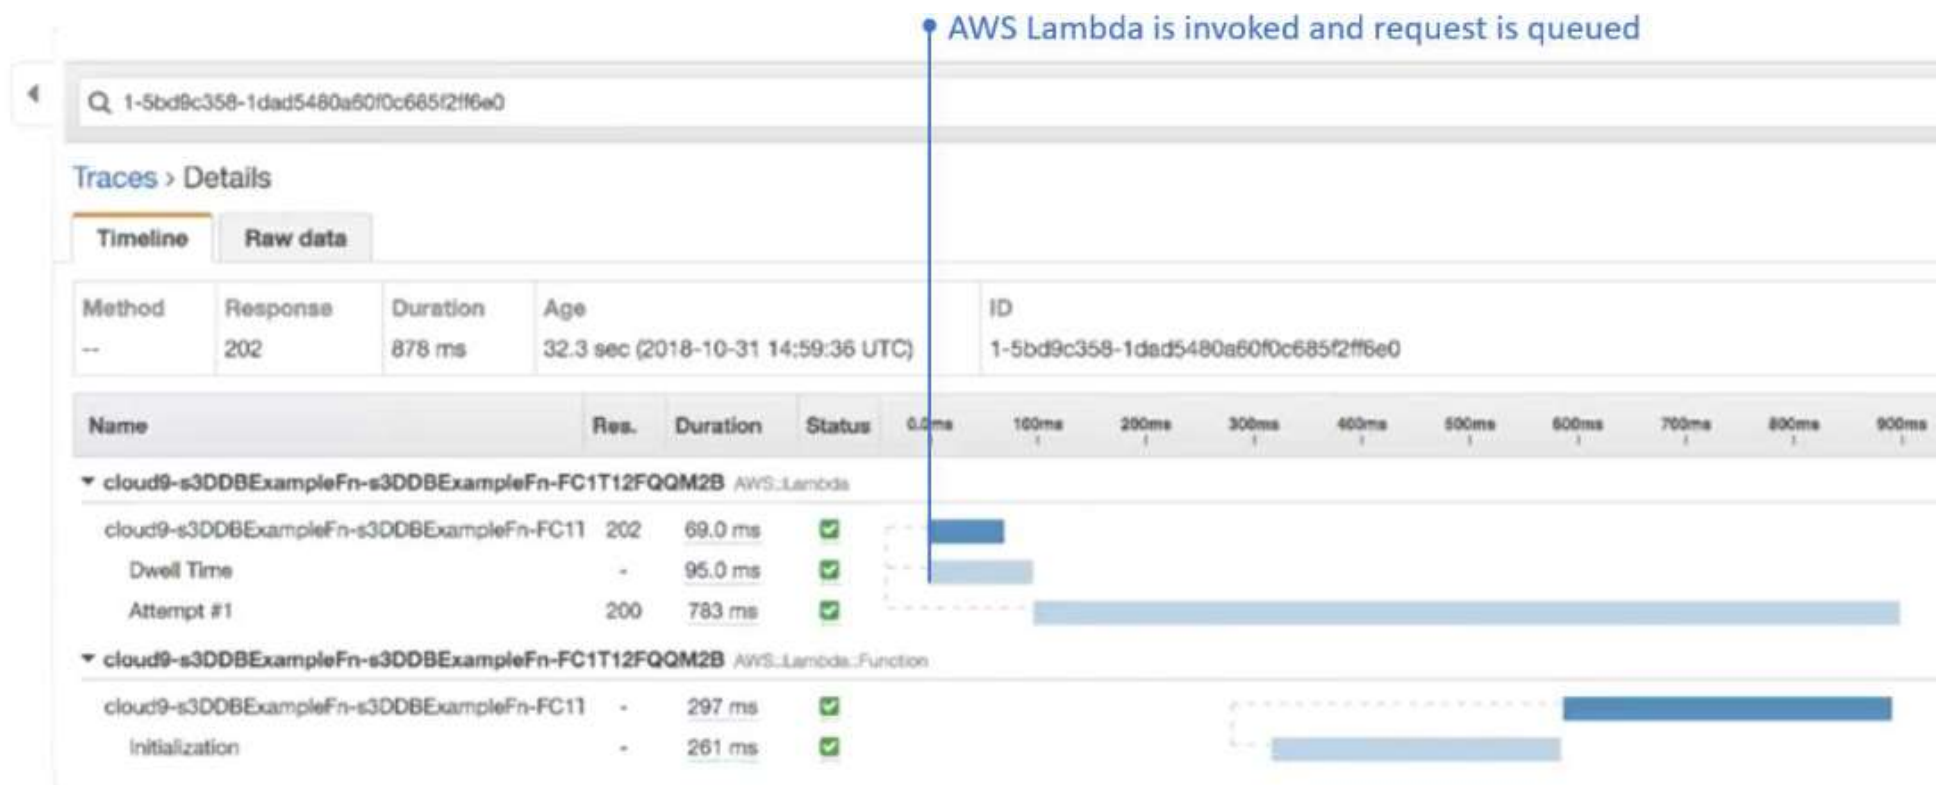 AWS Lambda is invoked and request is queued
1-5bd9c358-1dad5480a60f0c685f2ff6e0
Traces > Details
Timeline Raw data
Method Response Duration Age ID
-- 202 878 ms 32.3 sec (2018-10-31 14:59:36 UTC) 1-5bd9c358-1dad5480a60f0c685f2ff6e0
Name Res. Duration Status 0.0ms 100ms 200ms 300ms 400ms 500ms 600ms 700ms 800ms 900ms
cloud9-s3DDBExampleFn-s3DDBExampleFn-FC1T12FQQM2B AWS::Lambda
cloud9-s3DDBExampleFn-s3DDBExampleFn-FC1T 202 69.0 ms
Dwell Time - 95.0 ms
Attempt #1 200 783 ms
cloud9-s3DDBExampleFn-s3DDBExampleFn-FC1T12FQQM2B AWS::Lambda::Function
cloud9-s3DDBExampleFn-s3DDBExampleFn-FC1T - 297 ms
Initialization - 261 ms